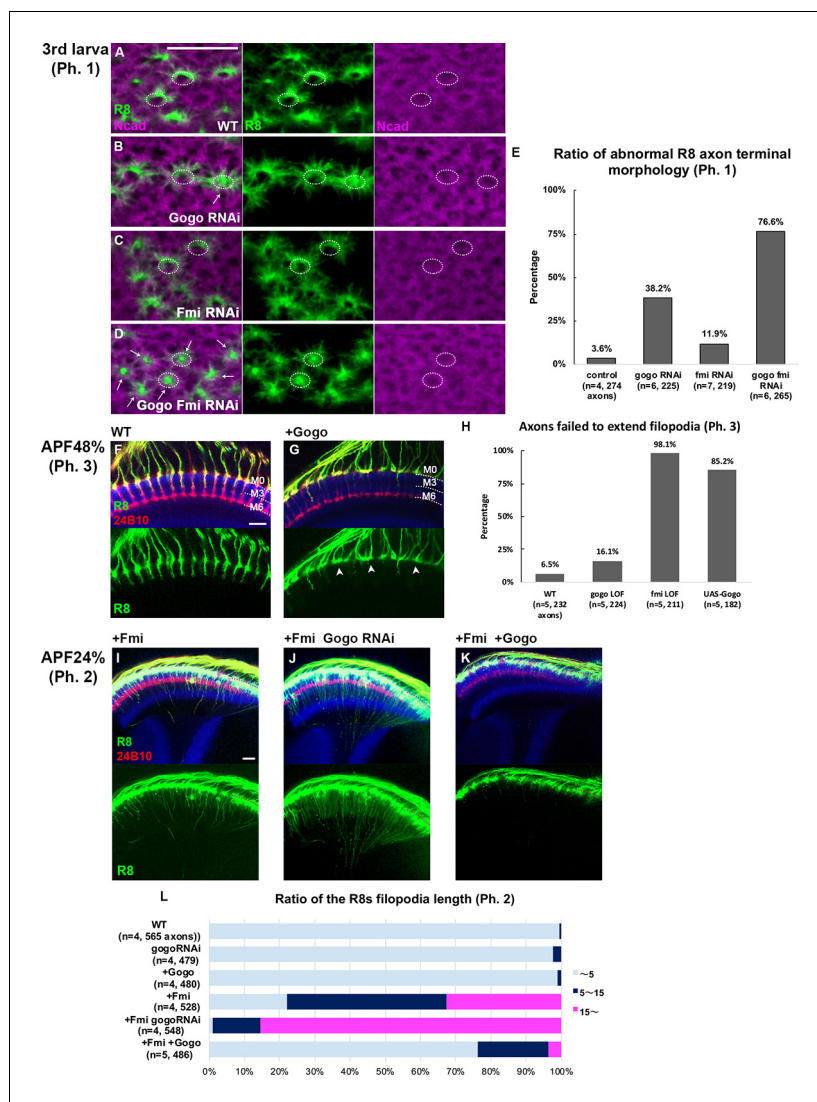 3rd larva
(Ph. 1)
A
R8
Ncad
WT
R8
Ncad
B
Gogo RNAi
C
Fmi RNAi
D
Gogo Fmi RNAi
E
Ratio of abnormal R8 axon terminal
morphology (Ph. 1)
Percentage
100%
75%
50%
25%
0%
3.6%
38.2%
11.9%
76.6%
control
(n=4, 274
axons)
gogo RNAi
(n=6, 225)
fmi RNAi
(n=7, 219)
gogo fmi
RNAi
(n=6, 265)
APF48%
(Ph. 3)
WT
F
M0
M3
M6
R8
24B10
R8
+Gogo
G
M0
M3
M6
H
Axons failed to extend filopodia (Ph. 3)
Percentage
100%
75%
50%
25%
0%
6.5%
16.1%
98.1%
85.2%
WT
(n=5, 232
axons)
gogo LOF
(n=5, 224)
fmi LOF
(n=5, 211)
UAS-Gogo
(n=5, 182)
APF24%
(Ph. 2)
+Fmi
I
R8
24B10
R8
+Fmi Gogo RNAi
J
+Fmi +Gogo
K
L
Ratio of the R8s filopodia length (Ph. 2)
WT
(n=4, 565 axons))
gogoRNAi
(n=4, 479)
+Gogo
(n=4, 480)
+Fmi
(n=4, 528)
+Fmi gogoRNAi
(n=4, 548)
+Fmi +Gogo
(n=5, 486)
0% 10% 20% 30% 40% 50% 60% 70% 80% 90% 100%
~5
5~15
15~